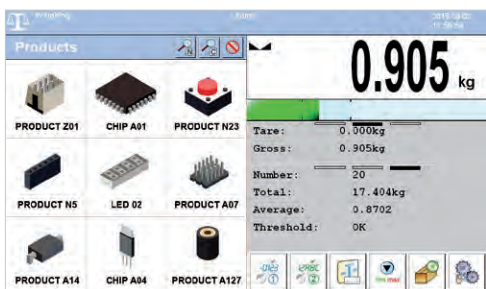 Products
PRODUCT Z01
CHIP A01
PRODUCT N23
PRODUCT N5
LED 02
PRODUCT A07
PRODUCT A14
CHIP A04
PRODUCT A127
0.905 kg
Tare: 0.000kg
Gross: 0.905kg
Number: 20
Total: 17.404kg
Average: 0.8702
Threshold: OK